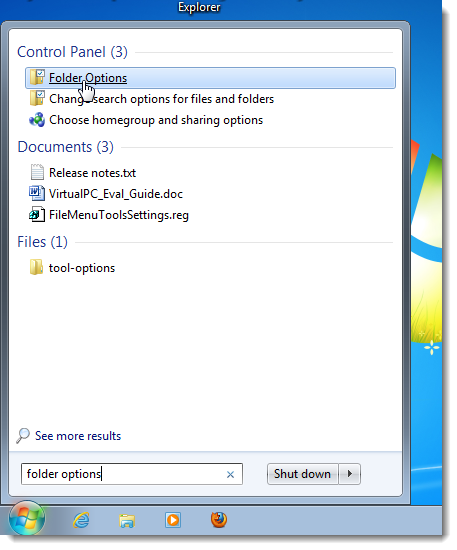 Explorer
Control Panel (3)
Folder Options
Change search options for files and folders
Choose homegroup and sharing options
Documents (3)
Release notes.txt
VirtualPC_Eval_Guide.doc
FileMenuToolsSettings.reg
Files (1)
tool-options
See more results
folder options
Shut down